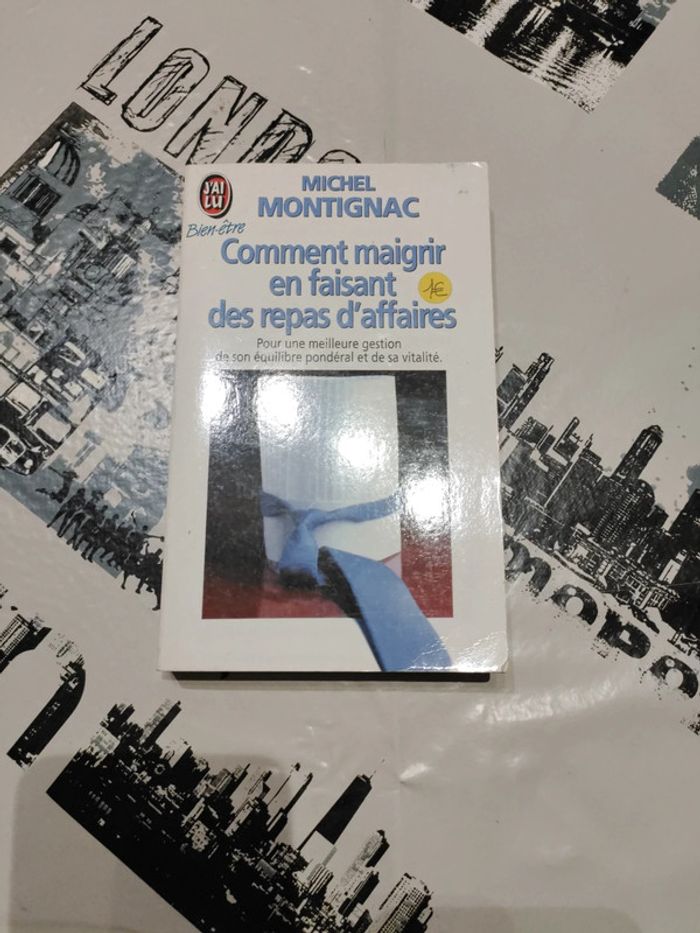 LONDO
J'AI
LU
Bien-être
MICHEL
MONTIGNAC
Comment maigrir
en faisant
des repas d'affaires
1€
Pour une meilleure gestion
de son équilibre pondéral et de sa vitalité.